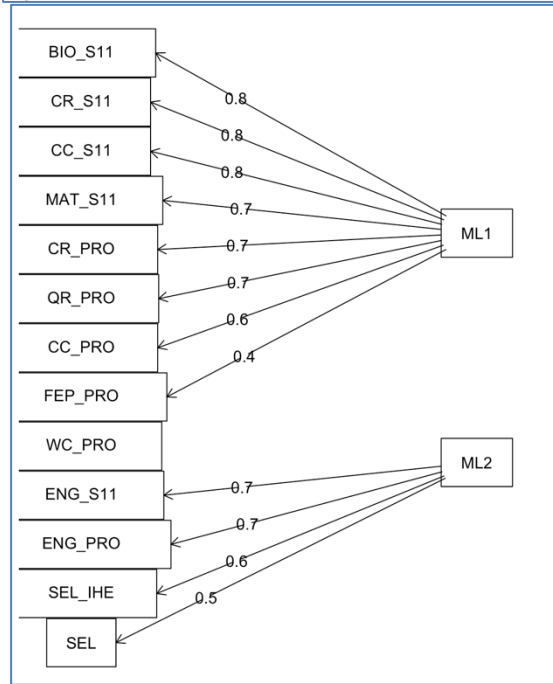 BIO_S11
CR_S11
CC_S11
MAT_S11
CR_PRO
QR_PRO
CC_PRO
FEP_PRO
WC_PRO
ENG_S11
ENG_PRO
SEL_IHE
SEL
0.8
0.8
0.8
0.7
0.7
0.7
0.6
0.4
0.7
0.7
0.6
0.5
ML1
ML2